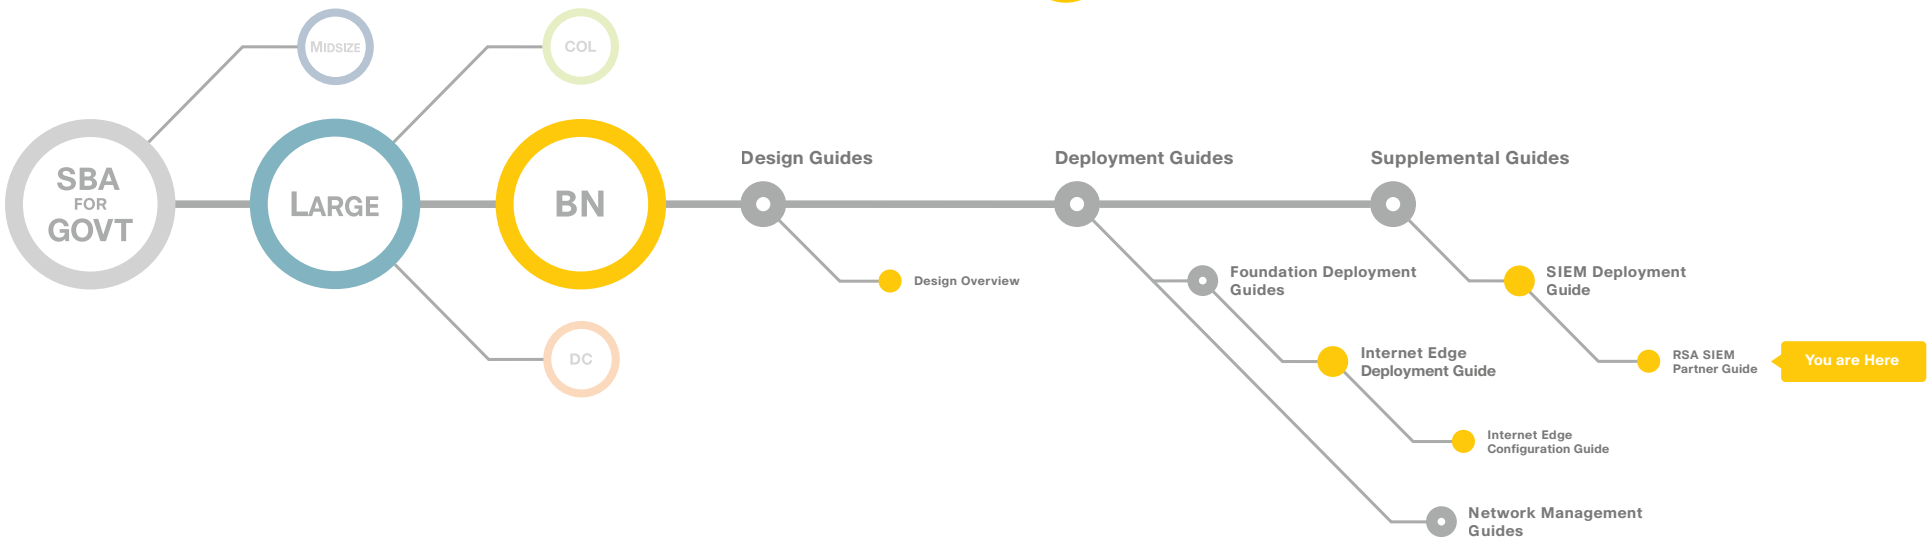 MIDSIZE
COL
SBA
FOR
GOVT
LARGE
BN
DC
Design Guides
Design Overview
Deployment Guides
Foundation Deployment
Guides
Internet Edge
Deployment Guide
Internet Edge
Configuration Guide
Network Management
Guides
Supplemental Guides
SIEM Deployment
Guide
RSA SIEM
Partner Guide
You are Here